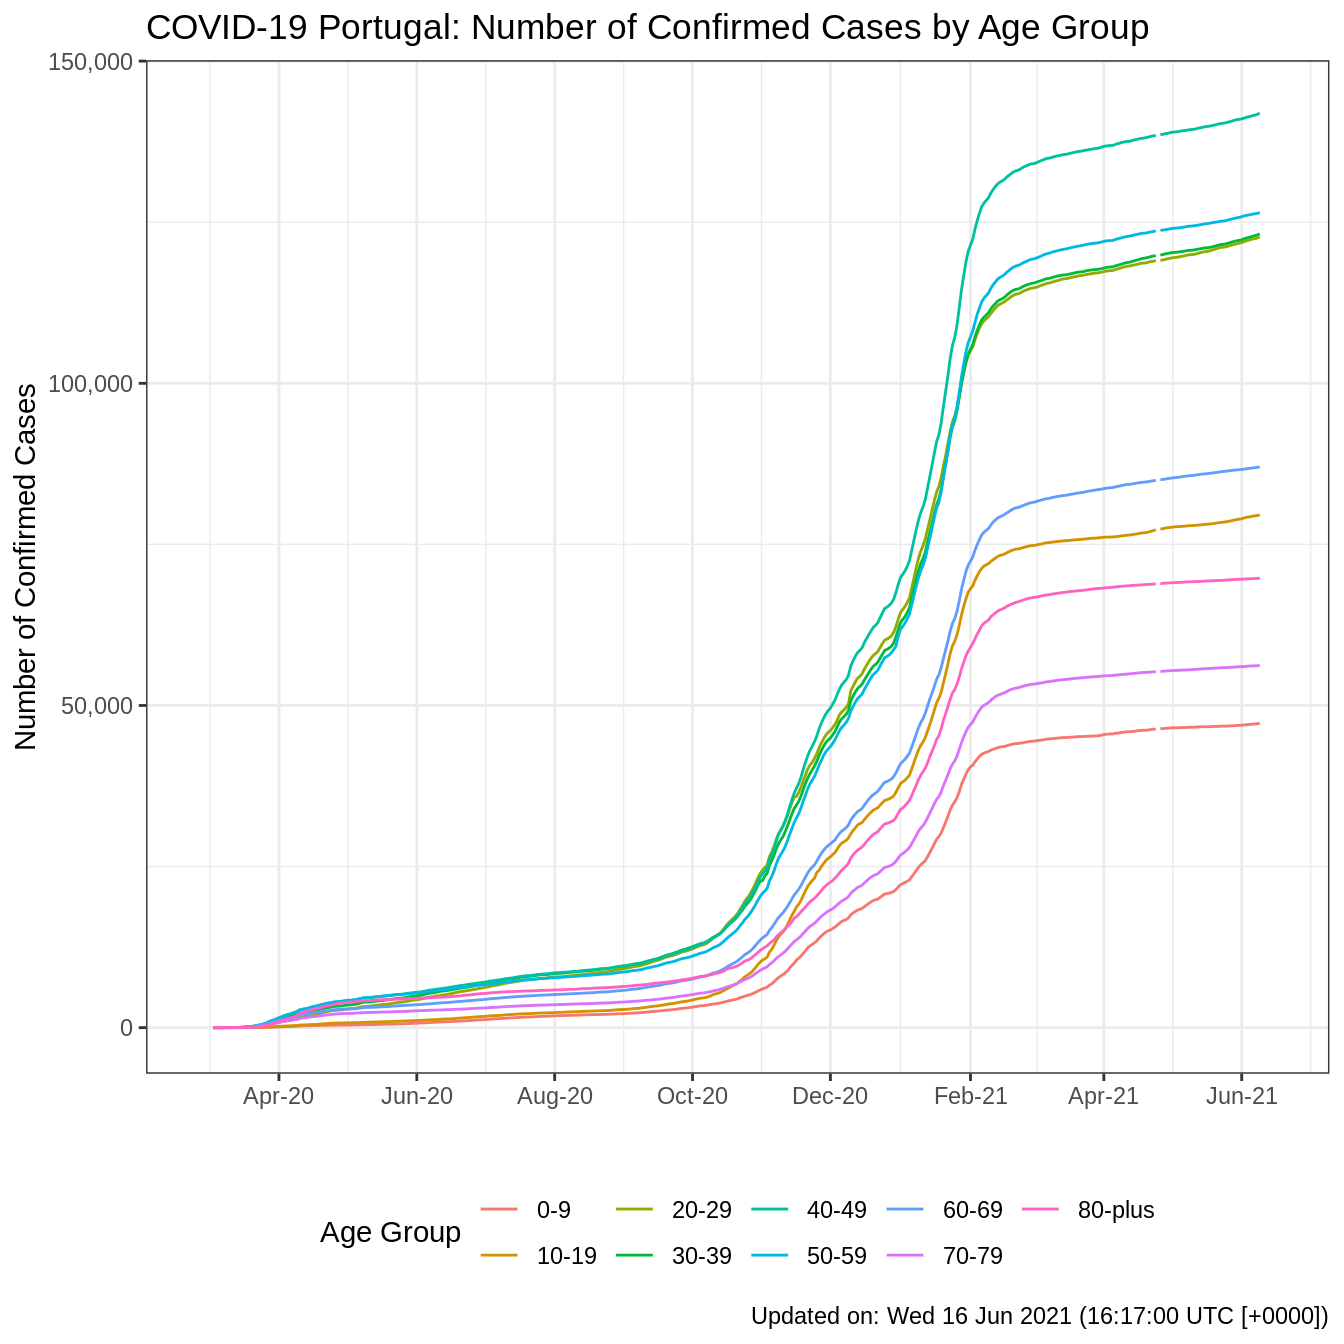 COVID-19 Portugal: Number of Confirmed Cases by Age Group
Number of Confirmed Cases
150,000
100,000
50,000
0
Apr-20 Jun-20 Aug-20 Oct-20 Dec-20 Feb-21 Apr-21 Jun-21
Age Group
0-9 20-29 40-49 60-69 80-plus
10-19 30-39 50-59 70-79
Updated on: Wed 16 Jun 2021 (16:17:00 UTC [+0000])